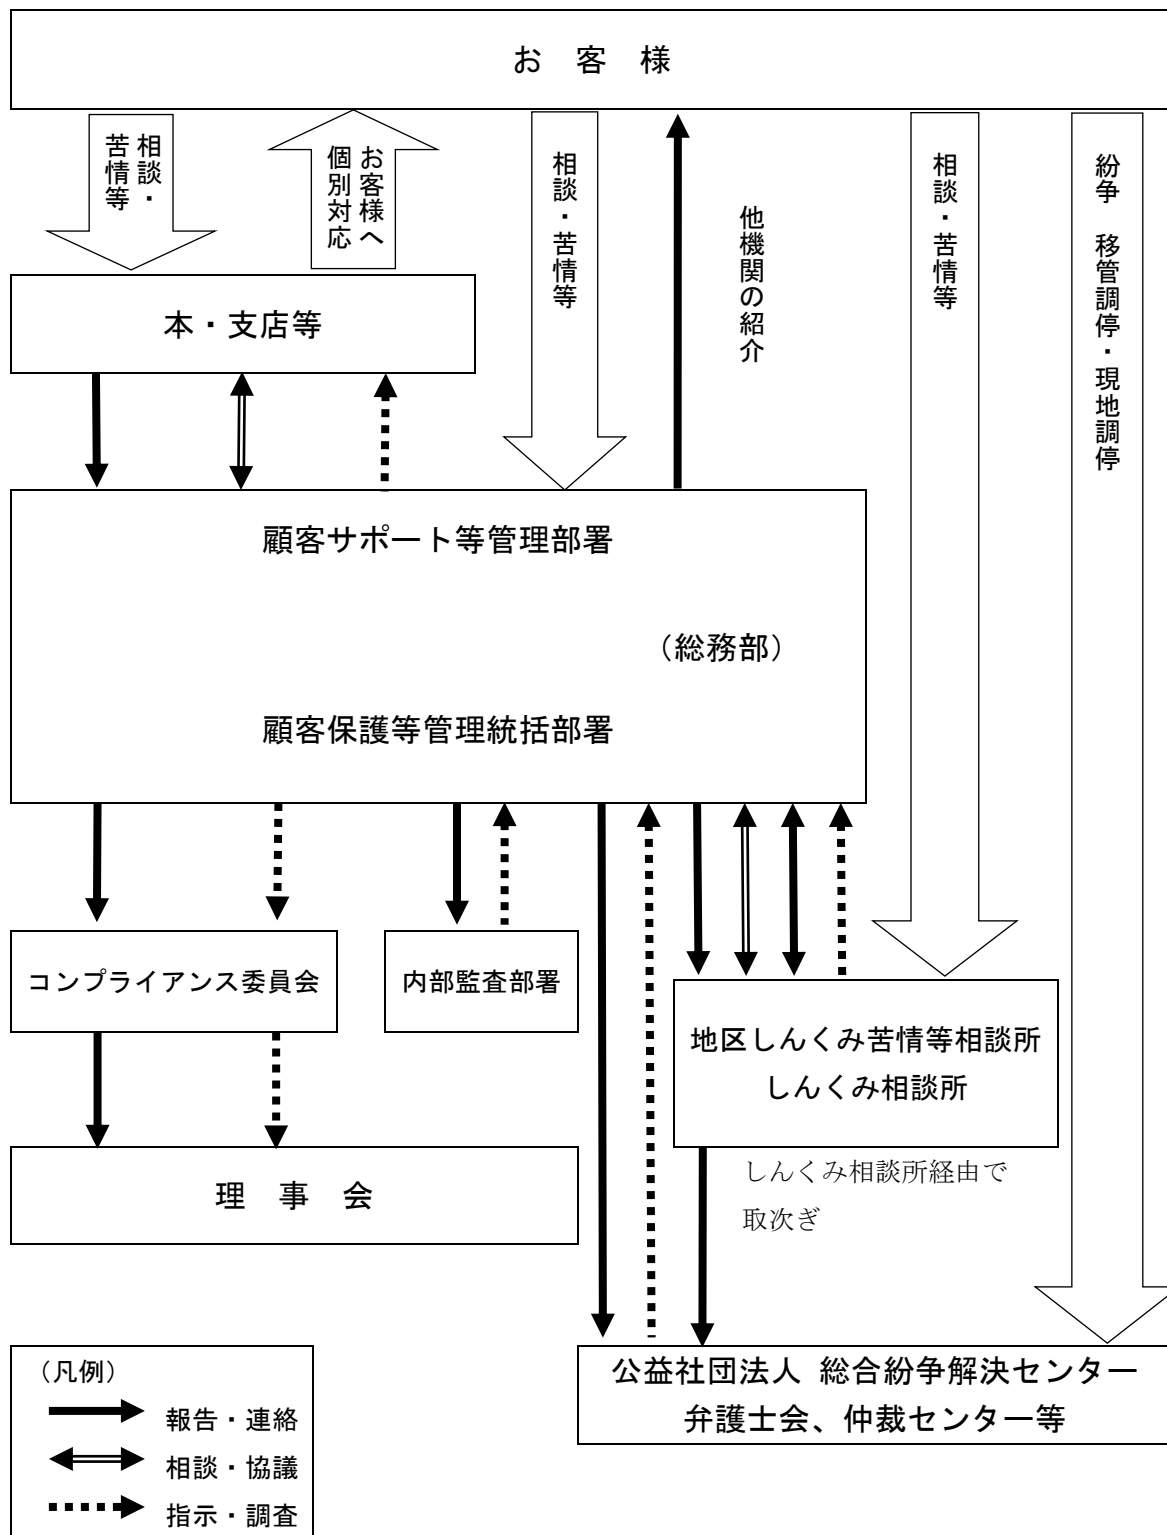 お　客　様
相談・
苦情等
お客様へ
個別対応
相談・苦情等
他機関の紹介
相談・苦情等
紛争　移管調停・現地調停
本・支店等
顧客サポート等管理部署
（総務部）
顧客保護等管理統括部署
コンプライアンス委員会
内部監査部署
地区しんくみ苦情等相談所
しんくみ相談所
しんくみ相談所経由で
取次ぎ
理　事　会
公益社団法人 総合紛争解決センター
弁護士会、仲裁センター等
（凡例）
報告・連絡
相談・協議
指示・調査